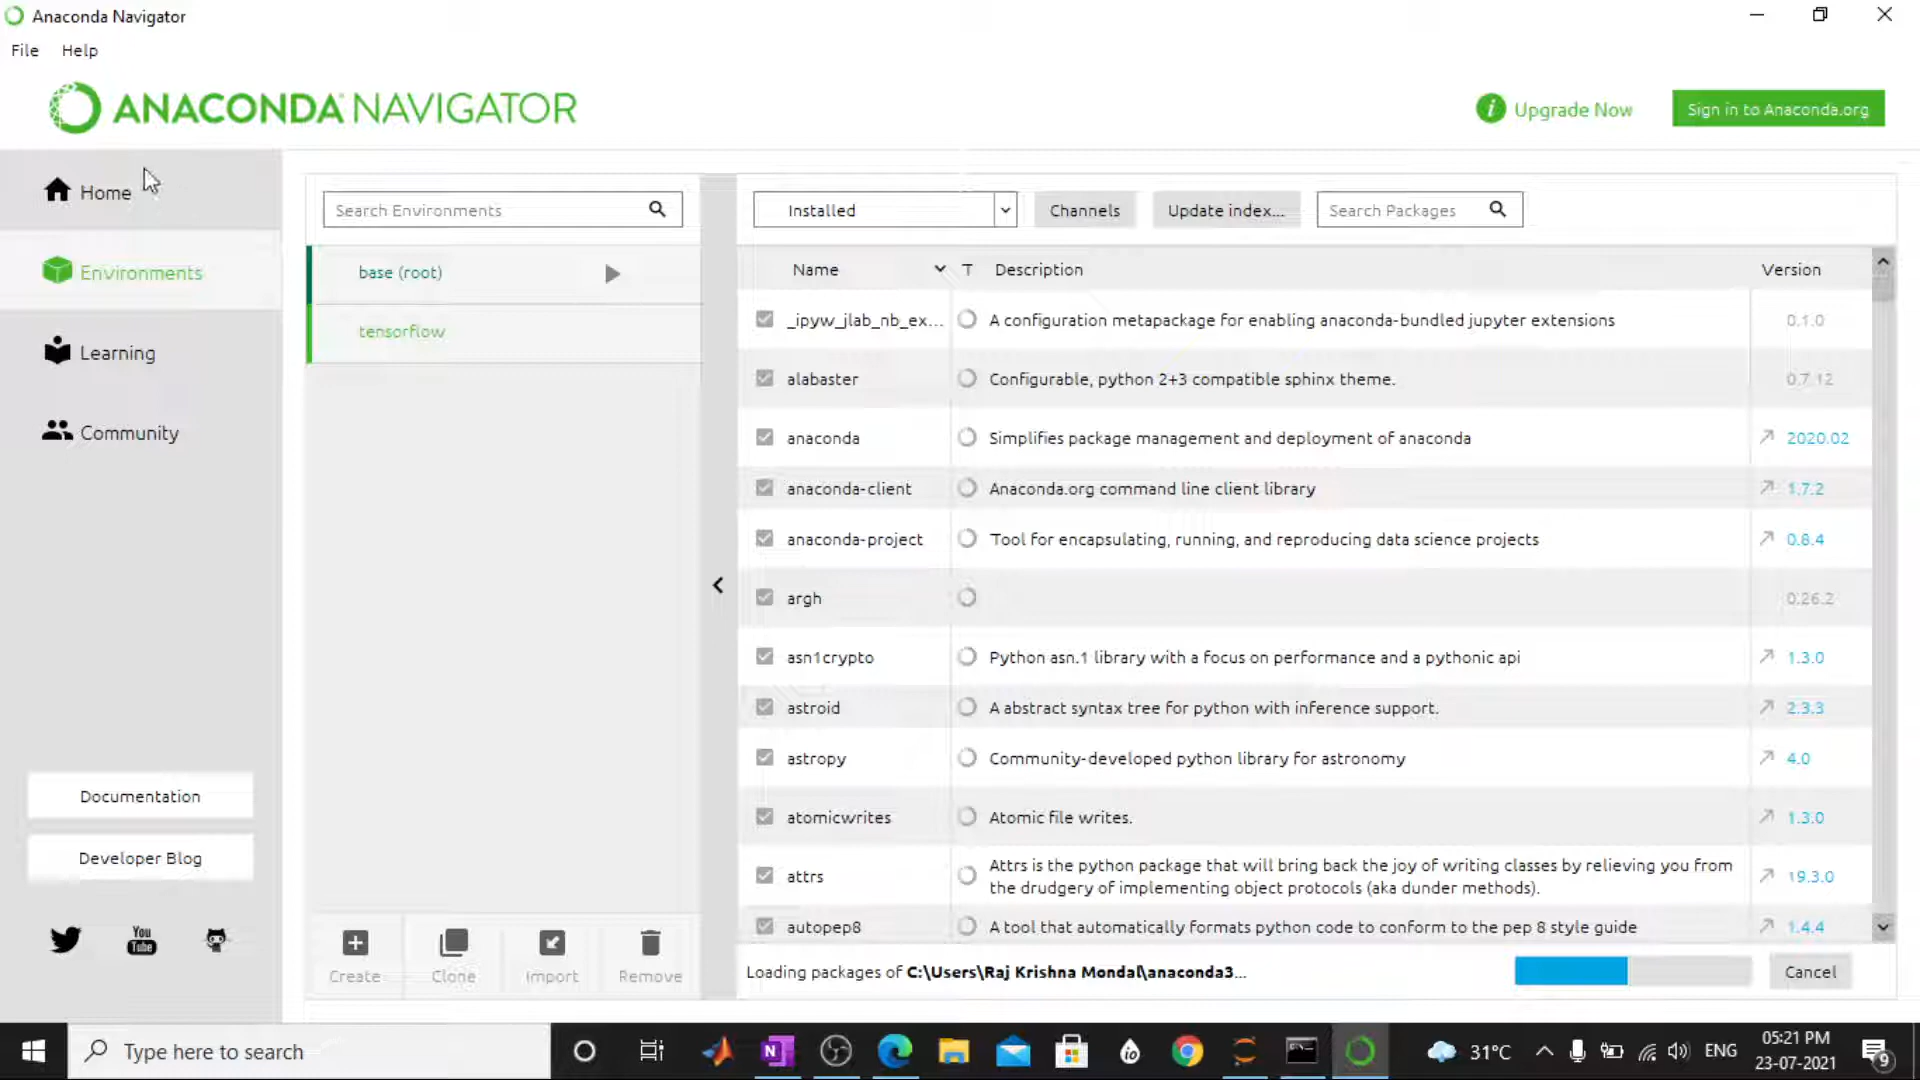 Anaconda Navigator
File Help
ANACONDA NAVIGATOR
Upgrade Now
Sign in to Anaconda.org
Home
Environments
Learning
Community
Documentation
Developer Blog
You
Tube
Search Environments
base (root)
tensorflow
Create
Clone
Import
Remove
Installed
Channels
Update index...
Search Packages
Name T Description Version
_ipyw_jlab_nb_ex... A configuration metapackage for enabling anaconda-bundled jupyter extensions 0.1.0
alabaster Configurable, python 2+3 compatible sphinx theme. 0.7.12
anaconda Simplifies package management and deployment of anaconda 2020.02
anaconda-client Anaconda.org command line client library 1.7.2
anaconda-project Tool for encapsulating, running, and reproducing data science projects 0.8.4
argh 0.26.2
asn1crypto Python asn.1 library with a focus on performance and a pythonic api 1.3.0
astroid A abstract syntax tree for python with inference support. 2.3.3
astropy Community-developed python library for astronomy 4.0
atomicwrites Atomic file writes. 1.3.0
attrs Attrs is the python package that will bring back the joy of writing classes by relieving you from
the drudgery of implementing object protocols (aka dunder methods). 19.3.0
autopep8 A tool that automatically formats python code to conform to the pep 8 style guide 1.4.4
Loading packages of C:\Users\Raj Krishna Mondal\anaconda3...
Cancel
Type here to search
31°C
ENG
05:21 PM
23-07-2021
9